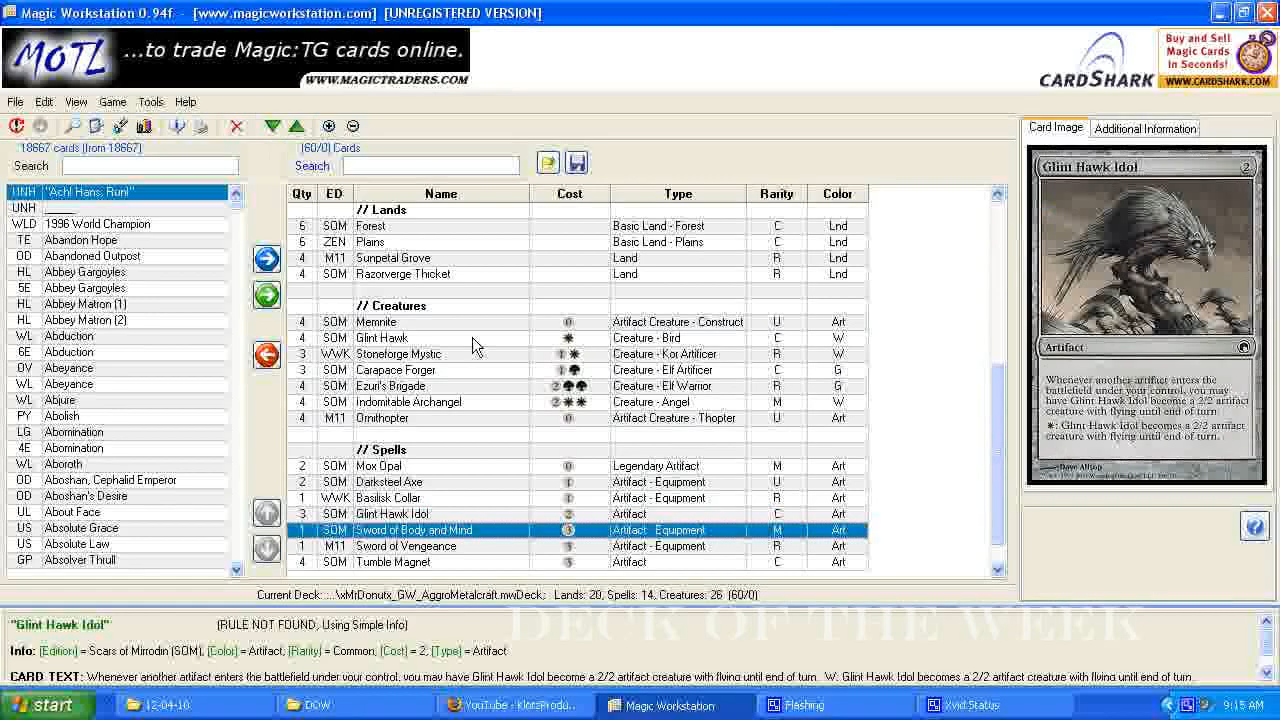 Magic Workstation 0.94f - [www.magicworkstation.com] [UNREGISTERED VERSION]
MOTL ...to trade Magic:TG cards online.
WWW.MAGICTRADERS.COM
CARDSHARK
Buy and Sell
Magic Cards
In Seconds!
WWW.CARDSHARK.COM
File Edit View Game Tools Help
18667 cards (from 18667)
Search
(60/0) Cards
Search
UNH "Ach! Hans, Run!"
UNH _____
WLD 1996 World Champion
TE Abandon Hope
OD Abandoned Outpost
HL Abbey Gargoyles
5E Abbey Gargoyles
HL Abbey Matron (1)
HL Abbey Matron (2)
WL Abduction
6E Abduction
OV Abeyance
WL Abeyance
WL Abjure
PY Abolish
LG Abomination
4E Abomination
WL Aboroth
OD Aboshan, Cephalid Emperor
OD Aboshan's Desire
UL About Face
US Absolute Grace
US Absolute Law
GP Absolver Thrull
Qty ED Name Cost Type Rarity Color
// Lands
6 SOM Forest Basic Land - Forest C Lnd
6 ZEN Plains Basic Land - Plains C Lnd
4 M11 Sunpetal Grove Land R Lnd
4 SOM Razorverge Thicket Land R Lnd
// Creatures
4 SOM Memnite 0 Artifact Creature - Construct U Art
4 SOM Glint Hawk Creature - Bird C W
3 WWK Stoneforge Mystic 1 Creature - Kor Artificer R W
3 SOM Carapace Forger 1 Creature - Elf Artificer C G
4 SOM Ezuri's Brigade 2 Creature - Elf Warrior R G
4 SOM Indomitable Archangel 2 Creature - Angel M W
4 M11 Ornithopter 0 Artifact Creature - Thopter U Art
// Spells
2 SOM Mox Opal 0 Legendary Artifact M Art
2 SOM Darksteel Axe 1 Artifact - Equipment U Art
1 WWK Basilisk Collar 1 Artifact - Equipment R Art
3 SOM Glint Hawk Idol 2 Artifact C Art
1 SOM Sword of Body and Mind 3 Artifact - Equipment M Art
1 M11 Sword of Vengeance 3 Artifact - Equipment R Art
4 SOM Tumble Magnet 3 Artifact C Art
Current Deck: ...\xMrDonutx_GW_AggroMetalcraft.mwDeck; Lands: 20, Spells: 14, Creatures: 26 (60/0)
Card Image Additional Information
Glint Hawk Idol 2
Artifact
Whenever another artifact enters the
battlefield under your control, you may
have Glint Hawk Idol become a 2/2 artifact
creature with flying until end of turn.
: Glint Hawk Idol becomes a 2/2 artifact
creature with flying until end of turn.
Dave Allsop
DECK OF THE WEEK
"Glint Hawk Idol" (RULE NOT FOUND, Using Simple Info)
Info: [Edition] = Scars of Mirrodin (SOM), [Color] = Artifact, [Rarity] = Common, [Cost] = 2, [Type] = Artifact
CARD TEXT: Whenever another artifact enters the battlefield under your control, you may have Glint Hawk Idol become a 2/2 artifact creature with flying until end of turn. W: Glint Hawk Idol becomes a 2/2 artifact creature with flying until end of turn.
start 12-04-10 DOW YouTube - KlotzProdu... Magic Workstation Flashing Xvid Status 9:15 AM